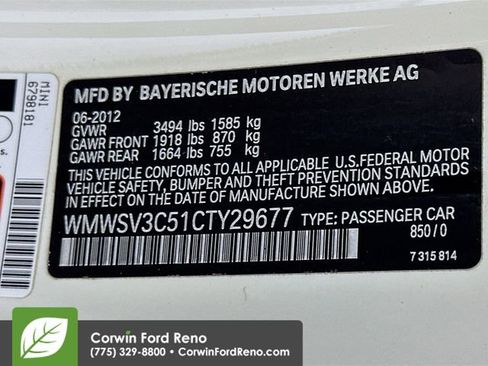 MFD BY BAYERISCHE MOTOREN WERKE AG
06-2012
GVWR 3494 lbs 1585 kg
GAWR FRONT 1918 lbs 870 kg
GAWR REAR 1664 lbs 755 kg
THIS VEHICLE CONFORMS TO ALL APPLICABLE U.S.FEDERAL MOTOR
VEHICLE SAFETY, BUMPER AND THEFT PREVENTION STANDARDS
IN EFFECT ON THE DATE OF MANUFACTURE SHOWN ABOVE.
WMWSV3C51CTY29677 TYPE: PASSENGER CAR
850/0
7 315 814
MINI
6798181
s.
Corwin Ford Reno
(775) 329-8800 • CorwinFordReno.com